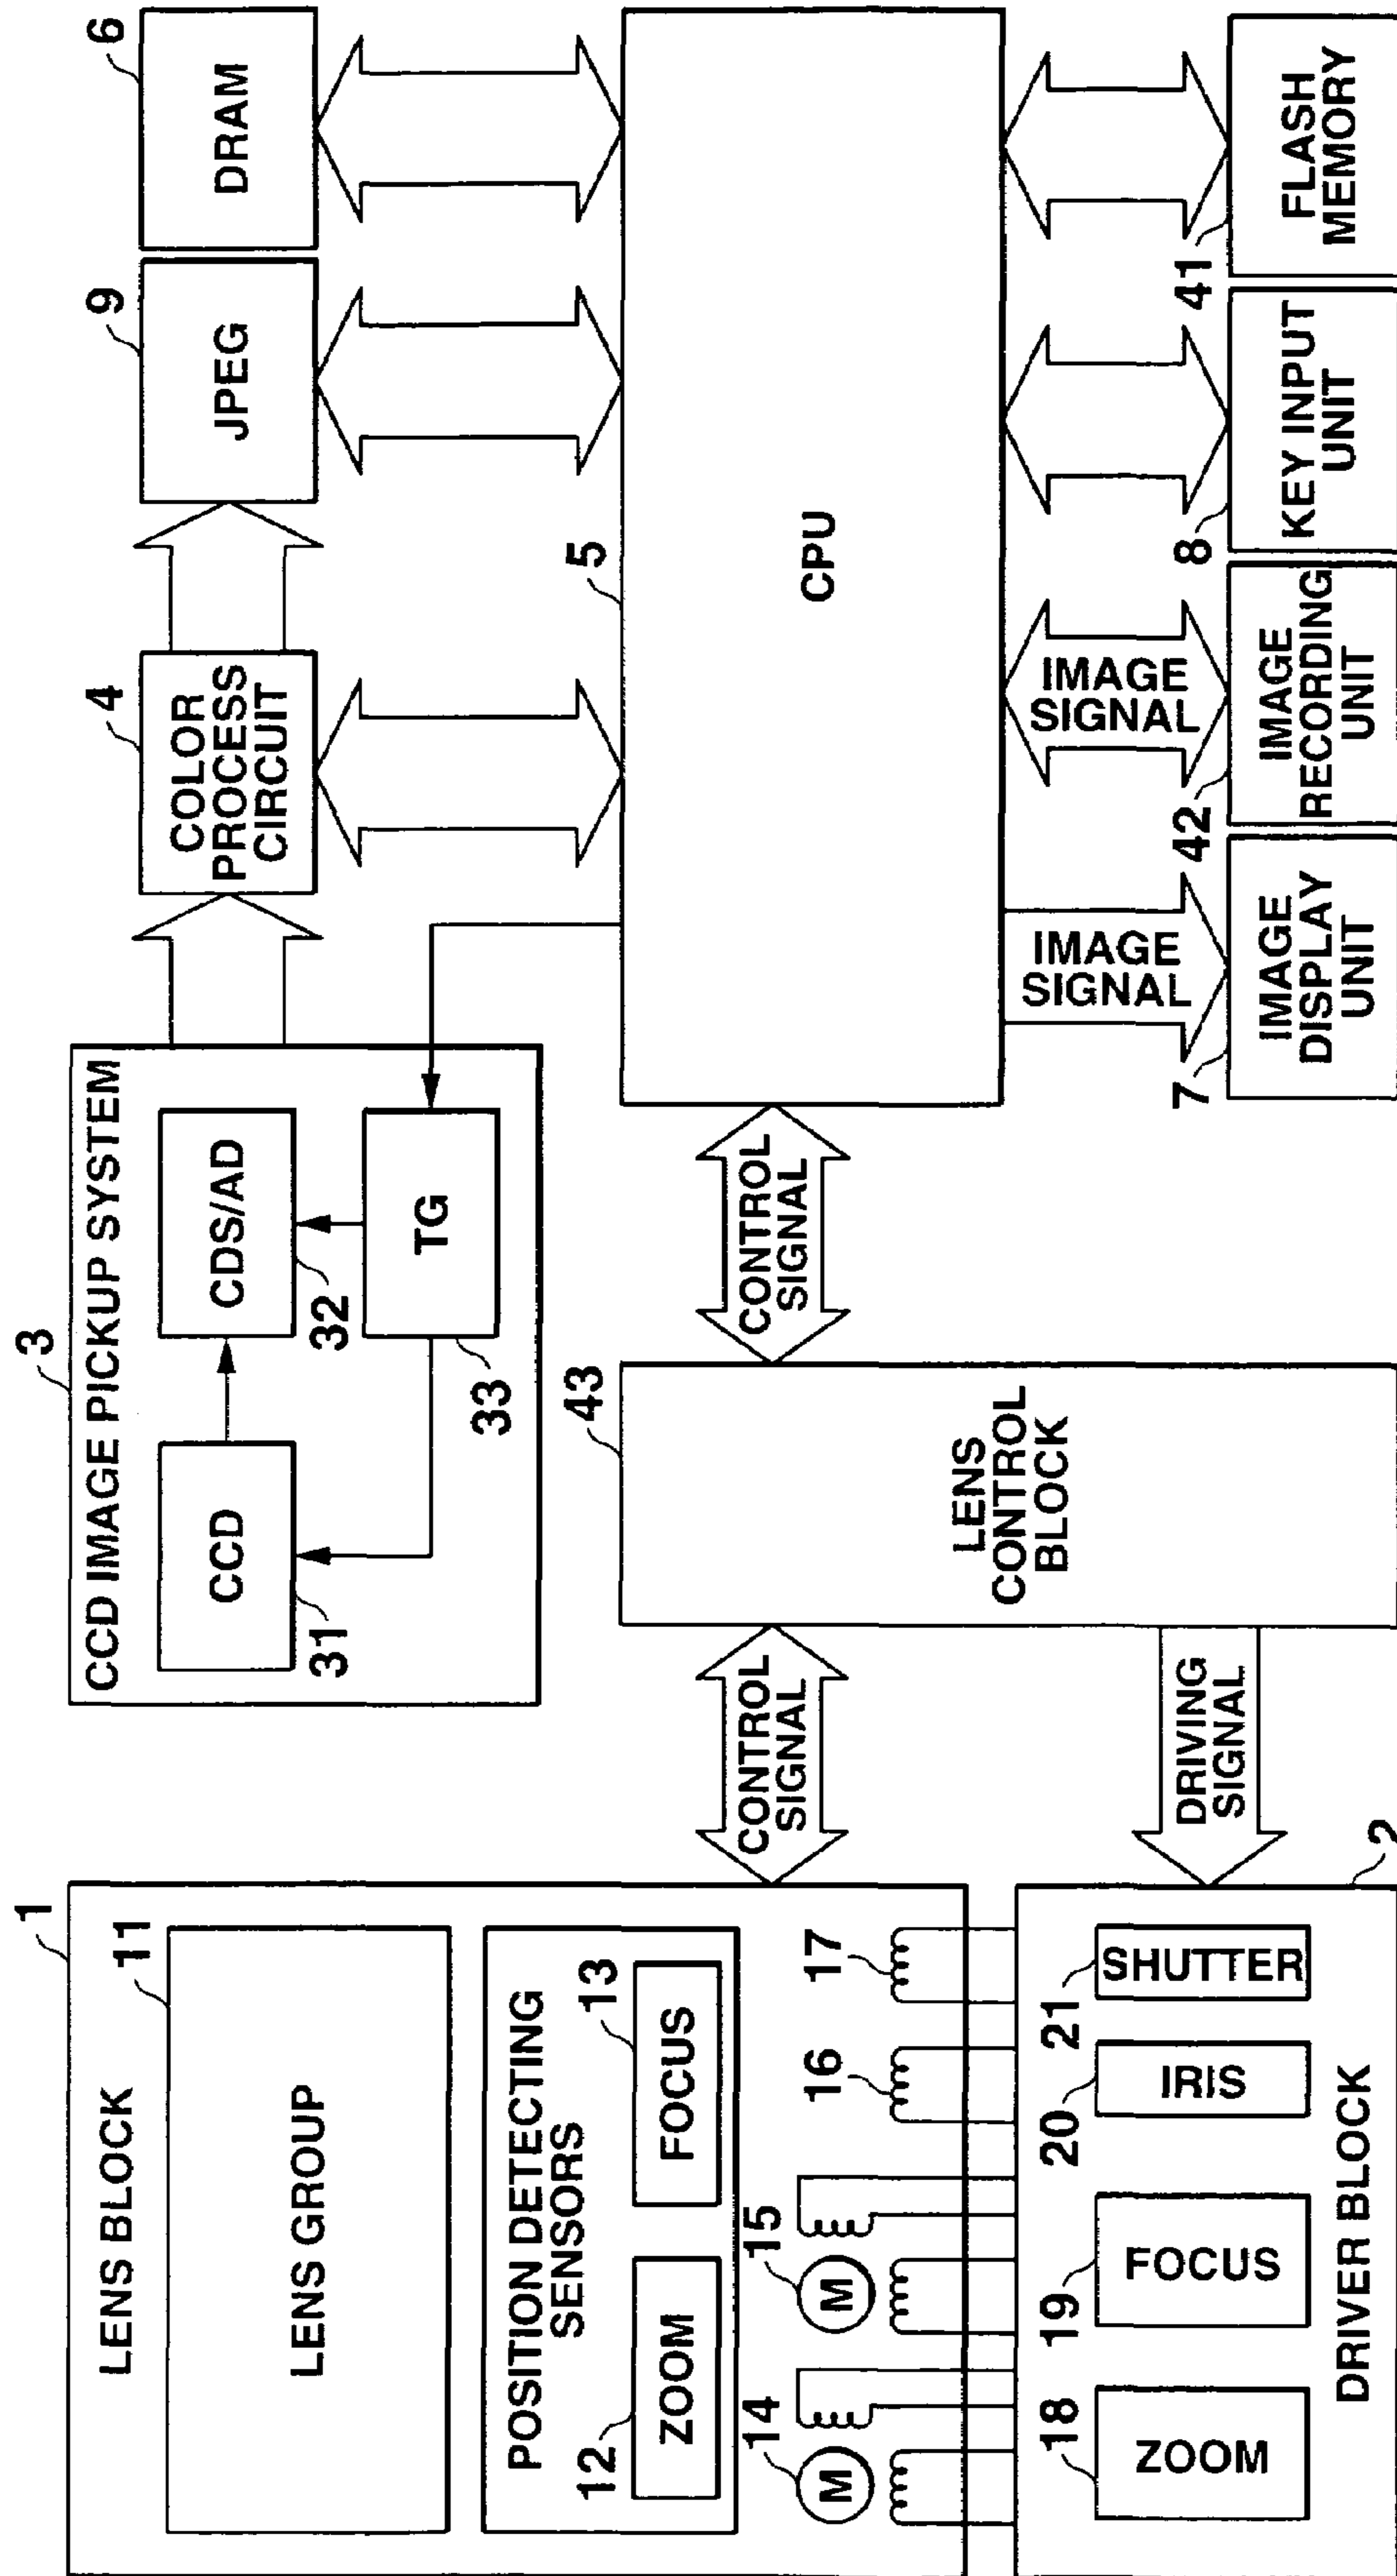 1
LENS BLOCK
11
LENS GROUP
POSITION DETECTING
SENSORS
12
ZOOM
13
FOCUS
14
M
15
M
16
17
18
ZOOM
19
FOCUS
20
IRIS
21
SHUTTER
DRIVER BLOCK
2
CONTROL
SIGNAL
DRIVING
SIGNAL
43
LENS
CONTROL
BLOCK
3
CCD IMAGE PICKUP SYSTEM
CCD
31
CDS/AD
32
TG
33
CONTROL
SIGNAL
4
COLOR
PROCESS
CIRCUIT
9
JPEG
6
DRAM
5
CPU
IMAGE
SIGNAL
IMAGE
SIGNAL
7
IMAGE
DISPLAY
UNIT
42
IMAGE
RECORDING
UNIT
8
KEY INPUT
UNIT
41
FLASH
MEMORY